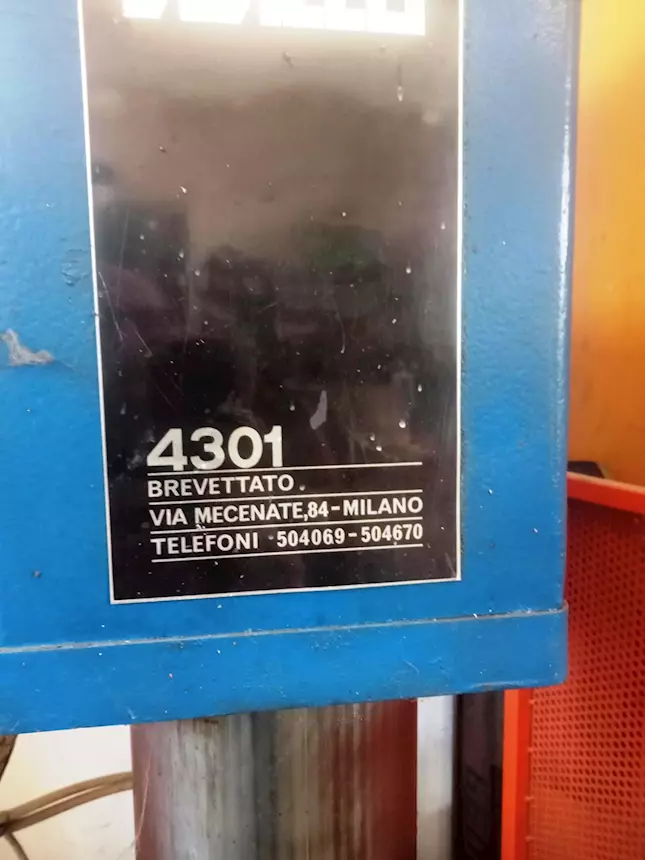 4301
BREVETTATO
VIA MECENATE,84-MILANO
TELEFONI 504069-504670